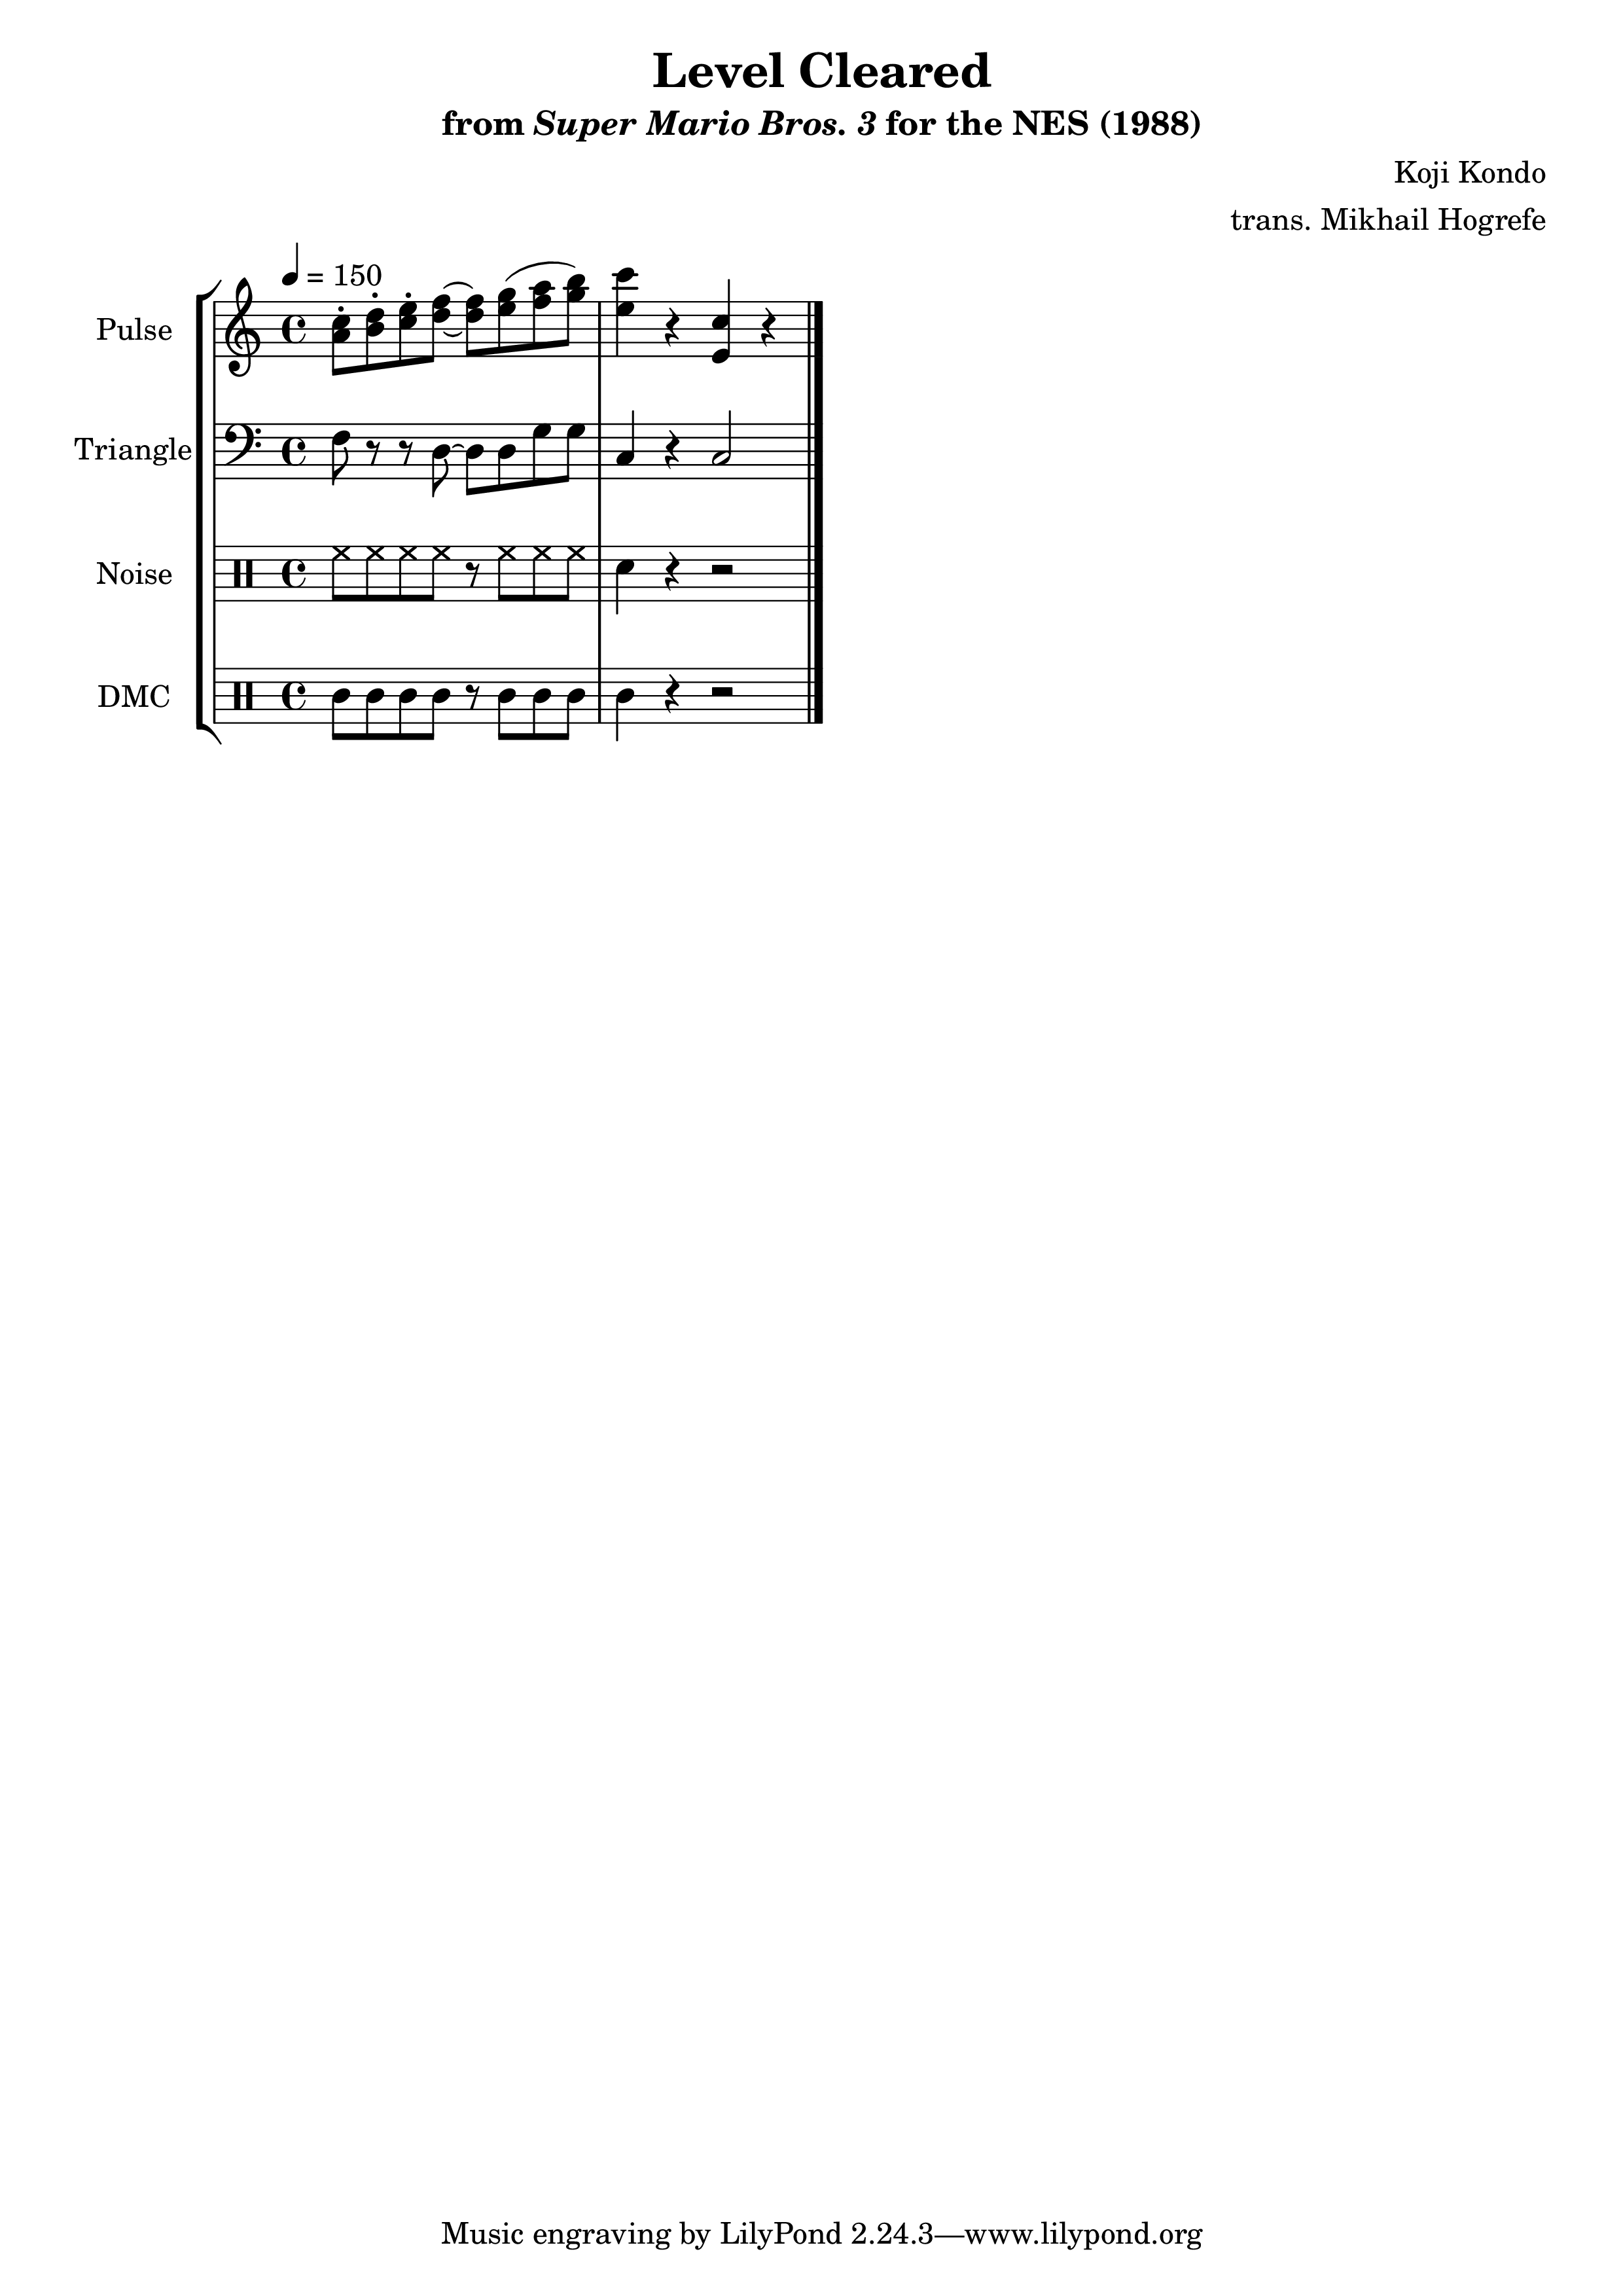 Level Cleared
from Super Mario Bros. 3 for the NES (1988)
Koji Kondo
trans. Mikhail Hogrefe
= 150
Pulse
Triangle
Noise
DMC
Music engraving by LilyPond 2.24.3—www.lilypond.org